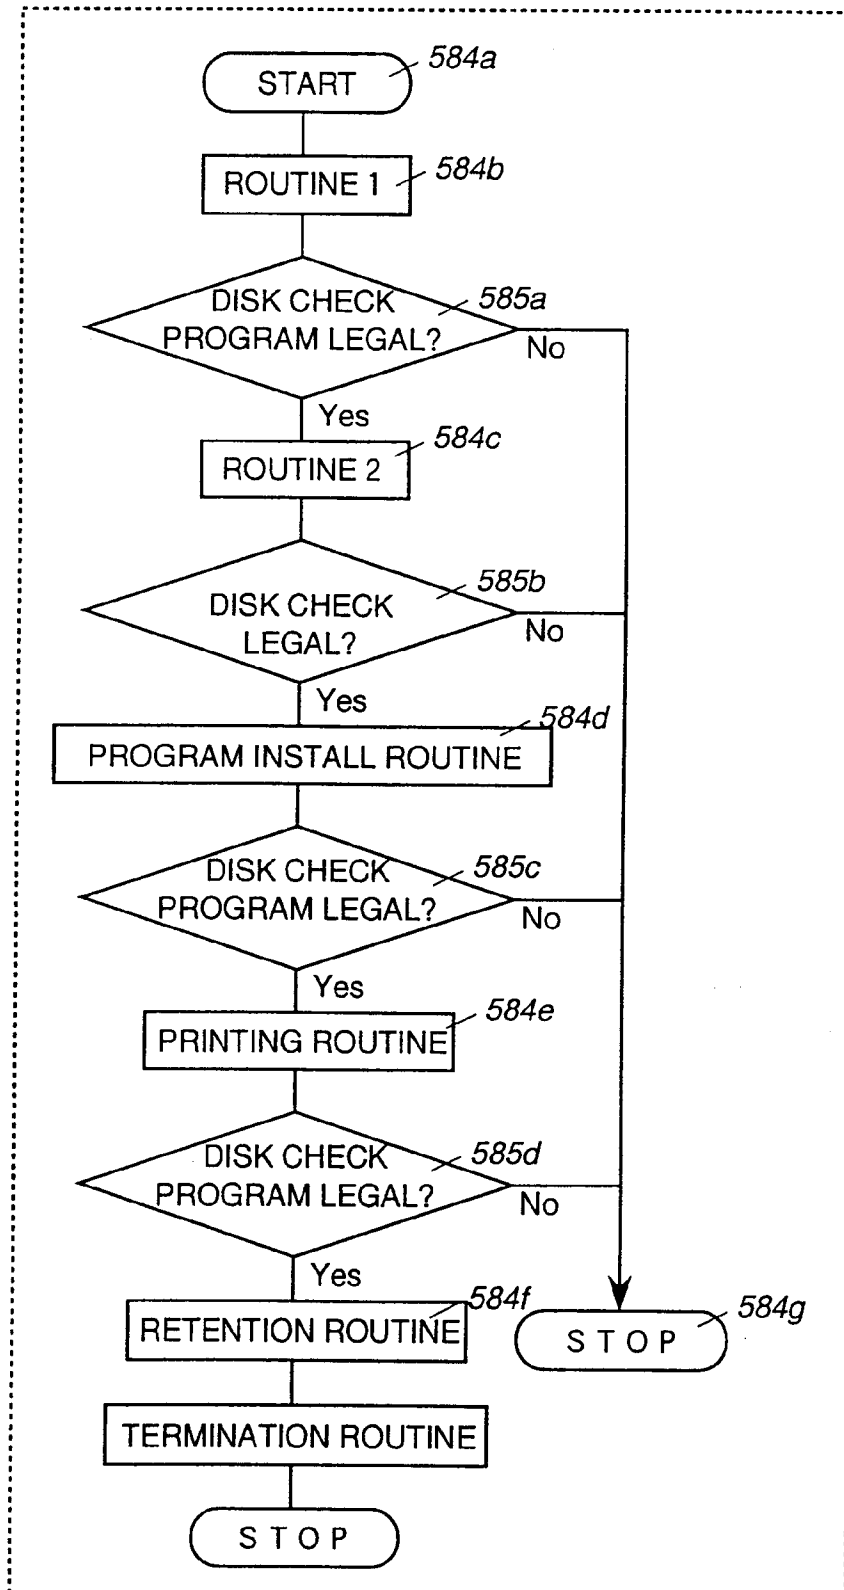 START
584a
ROUTINE 1
584b
DISK CHECK
PROGRAM LEGAL?
585a
No
Yes
584c
ROUTINE 2
585b
DISK CHECK
LEGAL?
No
Yes
584d
PROGRAM INSTALL ROUTINE
DISK CHECK
PROGRAM LEGAL?
585c
No
Yes
584e
PRINTING ROUTINE
DISK CHECK
PROGRAM LEGAL?
585d
No
Yes
584f
RETENTION ROUTINE
584g
STOP
TERMINATION ROUTINE
STOP